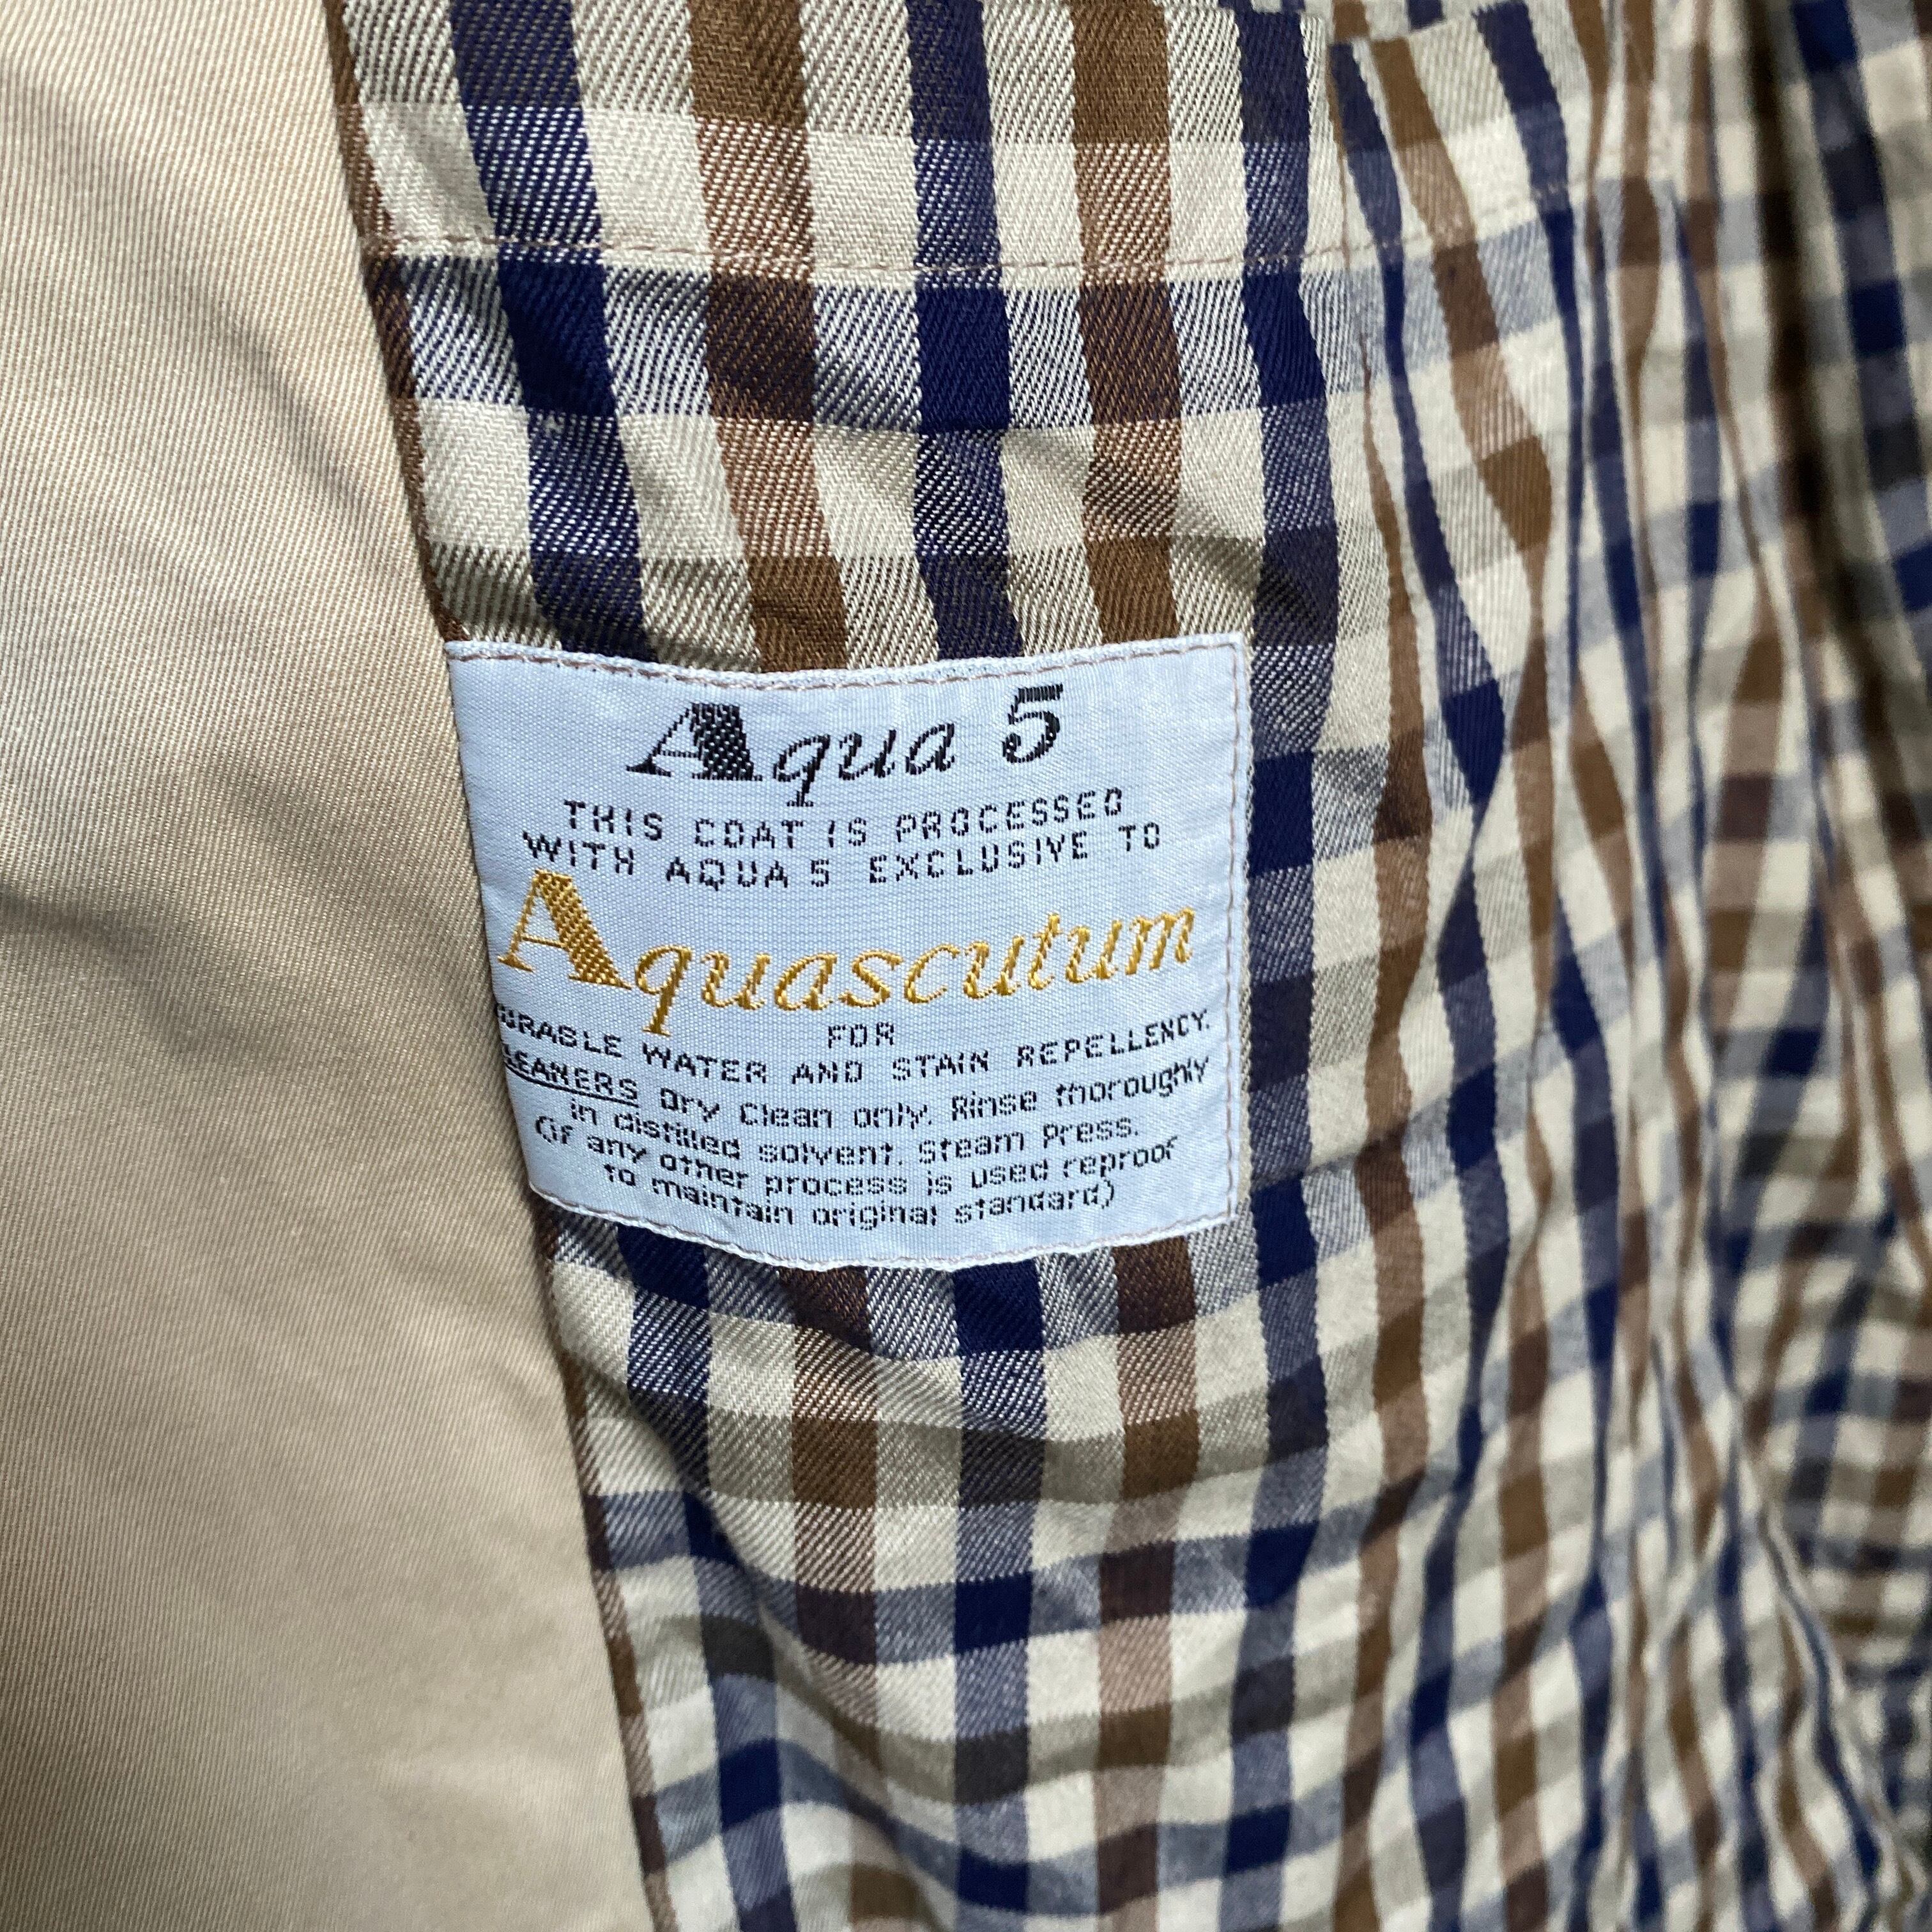 Aqua 5
THIS COAT IS PROCESSED
WITH AQUA 5 EXCLUSIVE TO
Aquascutum
FOR
DURABLE WATER AND STAIN REPELLENCY.
CLEANERS Dry Clean only. Rinse thoroughly
in distilled solvent. Steam Press.
(if any other process is used reproof
to maintain original standard)